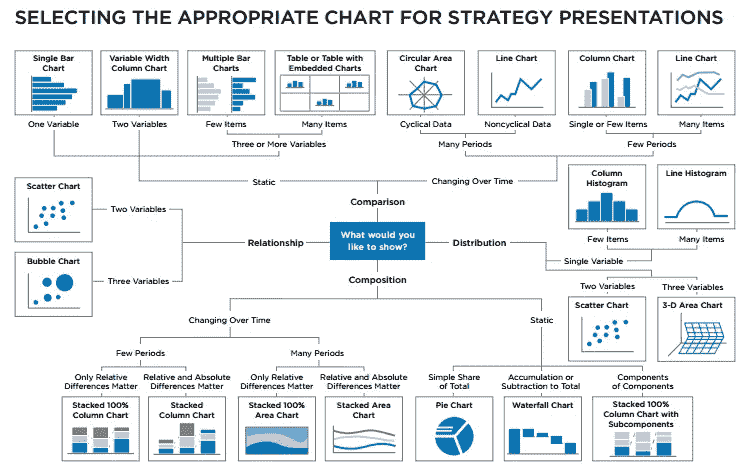 SELECTING THE APPROPRIATE CHART FOR STRATEGY PRESENTATIONS
Single Bar
Chart
Variable Width
Column Chart
Multiple Bar
Charts
Table or Table with
Embedded Charts
Circular Area
Chart
Line Chart
Column Chart
Line Chart
One Variable
Two Variables
Few Items
Many Items
Cyclical Data
Noncyclical Data
Single or Few Items
Many Items
Three or More Variables
Many Periods
Few Periods
Static
Changing Over Time
Comparison
Scatter Chart
Two Variables
Bubble Chart
Three Variables
Relationship
What would you
like to show?
Distribution
Column
Histogram
Line Histogram
Few Items
Many Items
Single Variable
Two Variables
Three Variables
Scatter Chart
3-D Area Chart
Composition
Changing Over Time
Static
Few Periods
Many Periods
Only Relative
Differences Matter
Relative and Absolute
Differences Matter
Only Relative
Differences Matter
Relative and Absolute
Differences Matter
Simple Share
of Total
Accumulation or
Subtraction to Total
Components
of Components
Stacked 100%
Column Chart
Stacked
Column Chart
Stacked 100%
Area Chart
Stacked Area
Chart
Pie Chart
Waterfall Chart
Stacked 100%
Column Chart with
Subcomponents